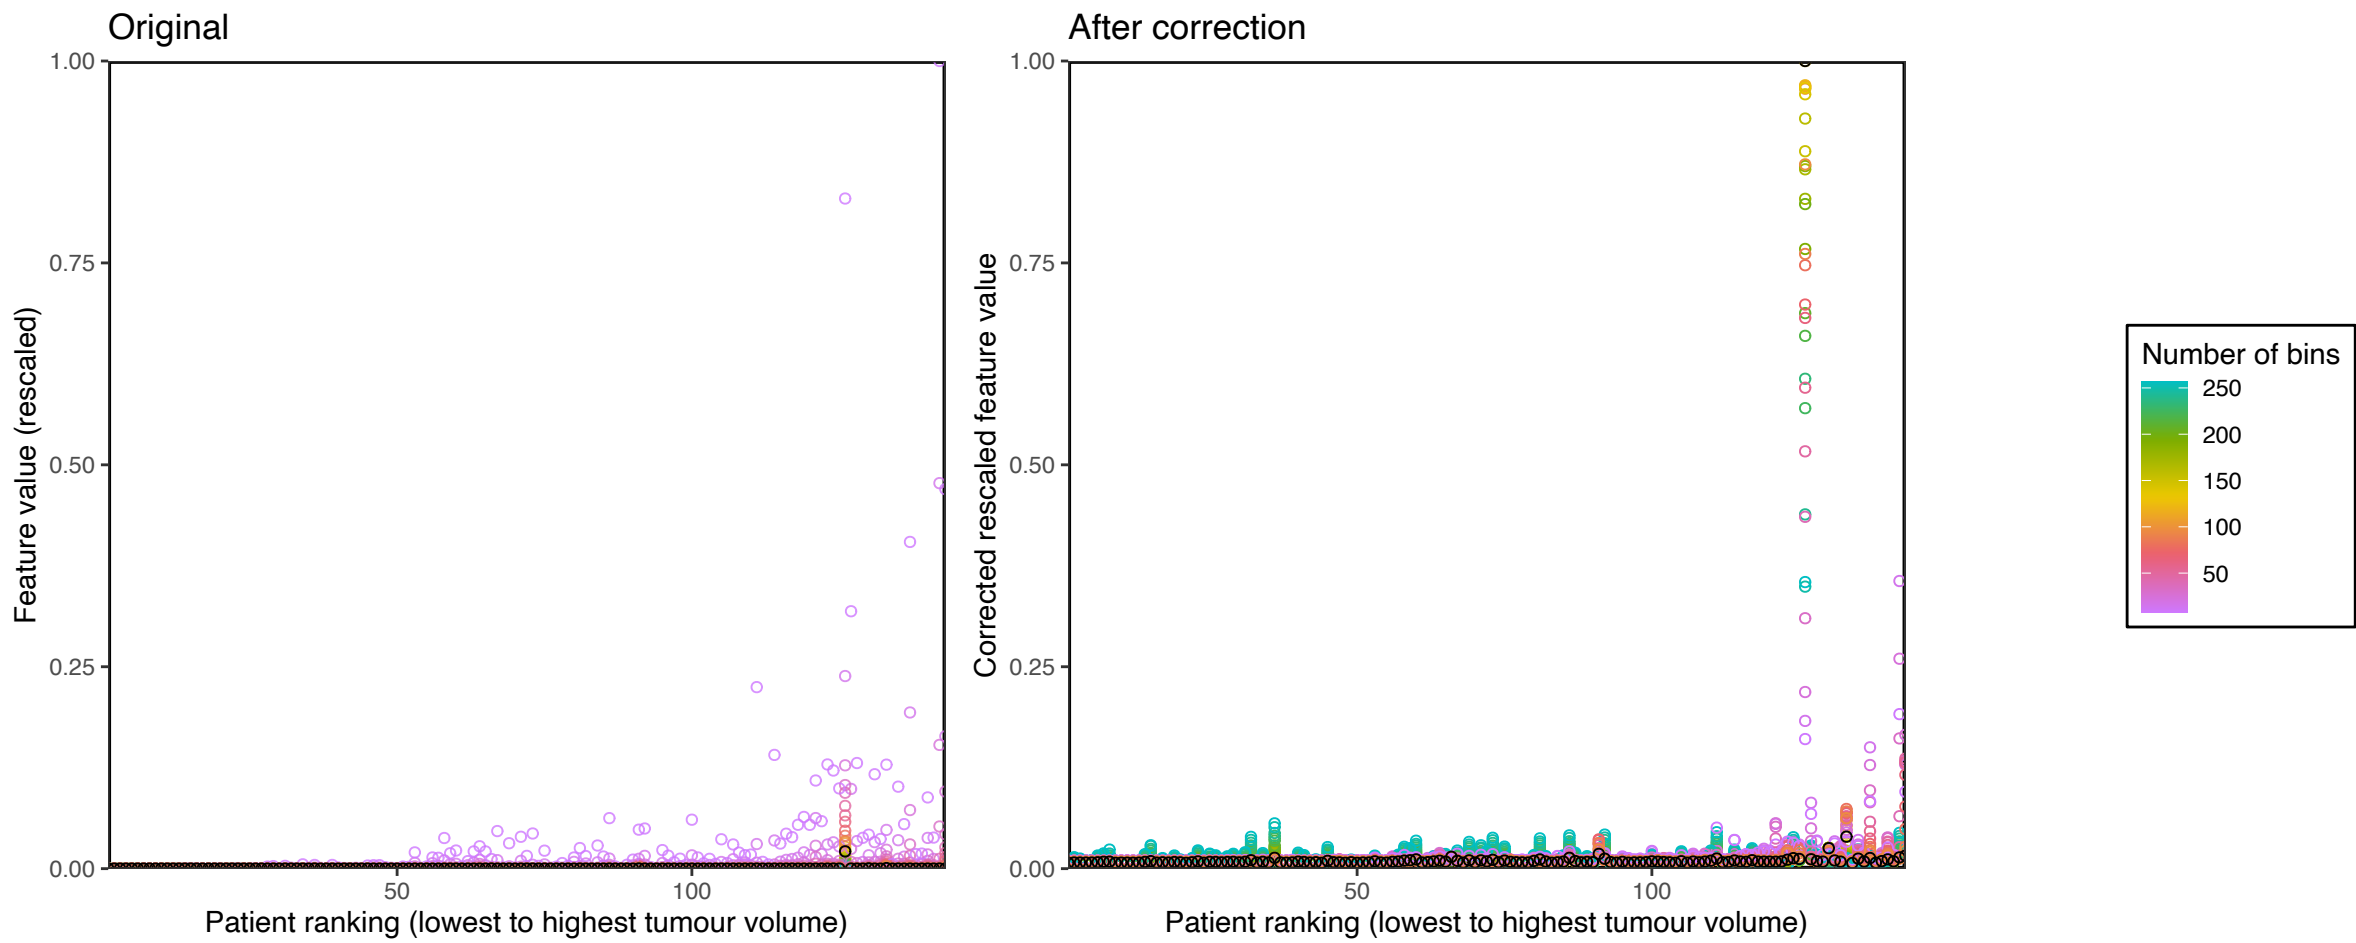 Original
1.00
0.75
0.50
0.25
0.00
Feature value (rescaled)
50
100
Patient ranking (lowest to highest tumour volume)
After correction
1.00
0.75
0.50
0.25
0.00
Corrected rescaled feature value
50
100
Patient ranking (lowest to highest tumour volume)
Number of bins
250
200
150
100
50